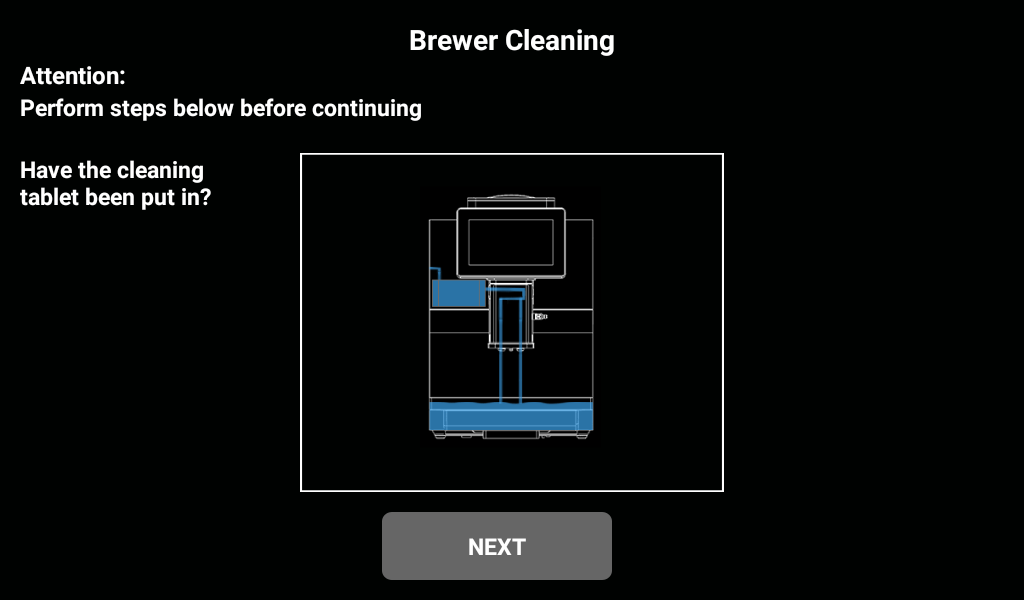 Brewer Cleaning
Attention:
Perform steps below before continuing
Have the cleaning
tablet been put in?
NEXT